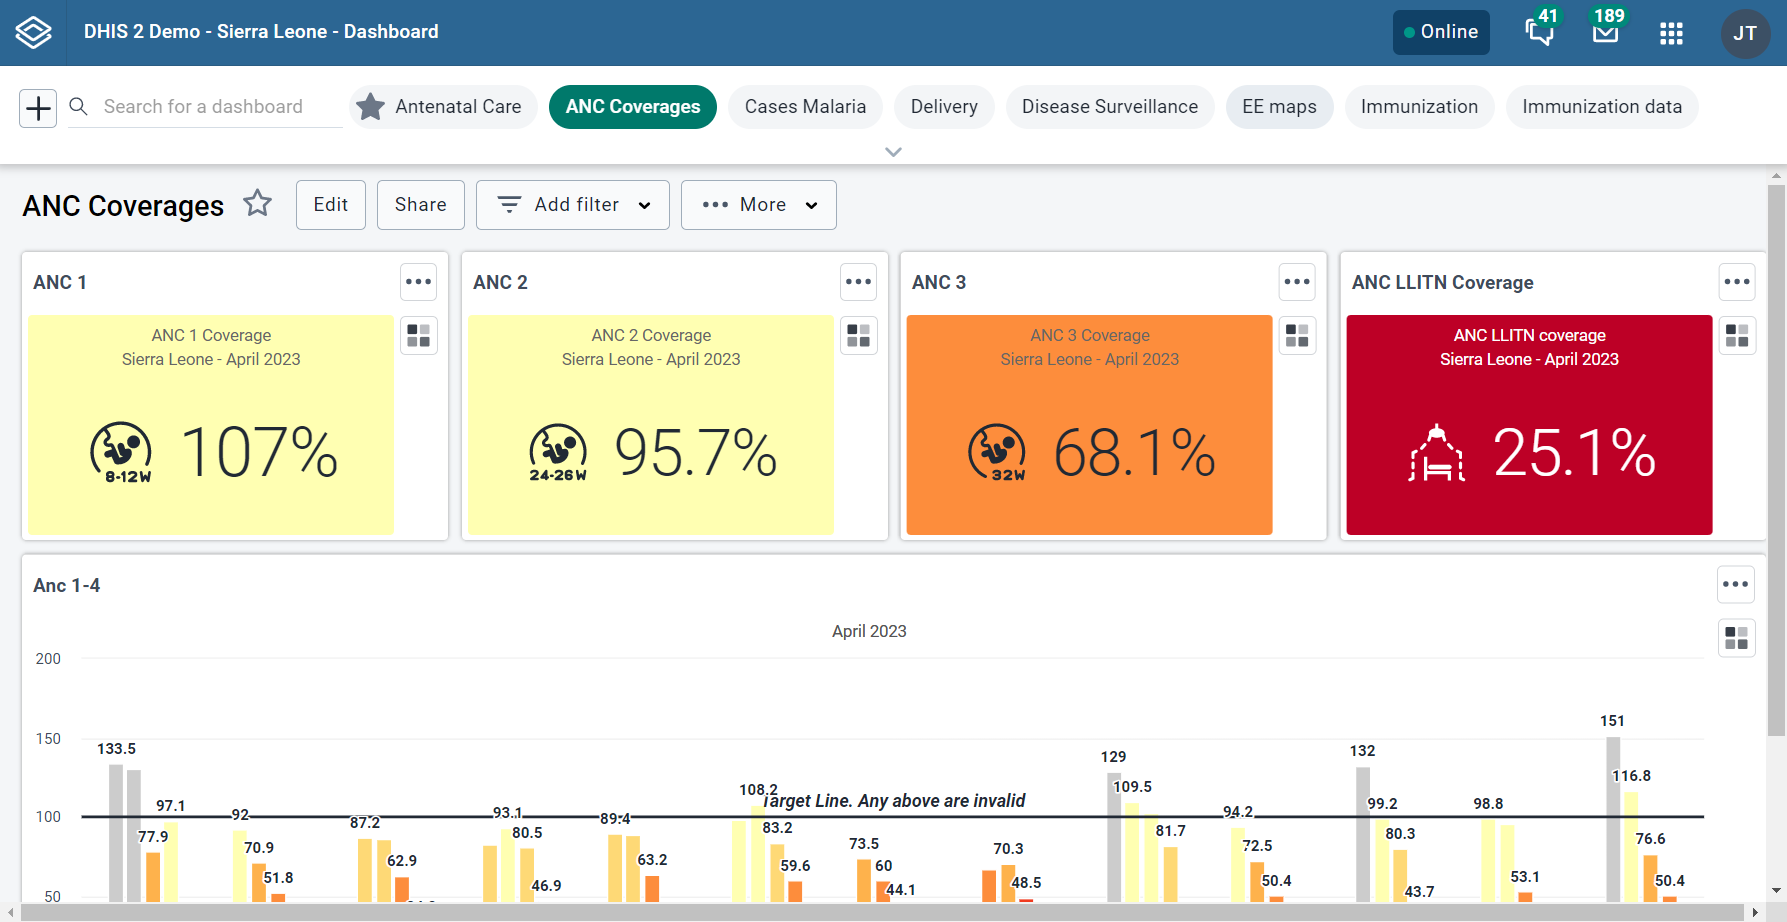 DHIS 2 Demo - Sierra Leone - Dashboard
Online
41
189
JT
Search for a dashboard
Antenatal Care
ANC Coverages
Cases Malaria
Delivery
Disease Surveillance
EE maps
Immunization
Immunization data
ANC Coverages
Edit
Share
Add filter
More
ANC 1
ANC 1 Coverage
Sierra Leone - April 2023
8-12W
107%
ANC 2
ANC 2 Coverage
Sierra Leone - April 2023
24-26W
95.7%
ANC 3
ANC 3 Coverage
Sierra Leone - April 2023
32W
68.1%
ANC LLITN Coverage
ANC LLITN coverage
Sierra Leone - April 2023
25.1%
Anc 1-4
April 2023
200
150
100
50
Target Line. Any above are invalid
133.5
77.9
97.1
92
70.9
51.8
87.2
62.9
93.1
80.5
46.9
89.4
63.2
108.2
83.2
59.6
73.5
60
44.1
70.3
48.5
129
109.5
81.7
94.2
72.5
50.4
132
99.2
80.3
43.7
98.8
53.1
151
116.8
76.6
50.4